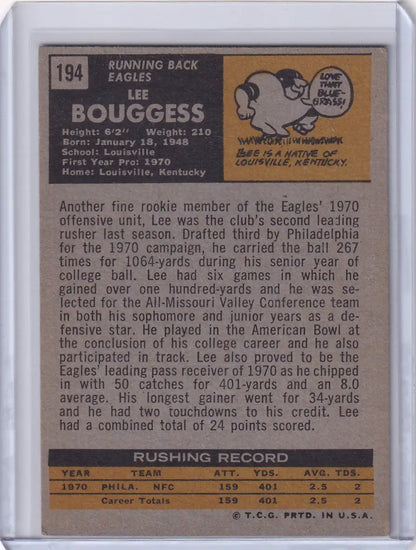 194
RUNNING BACK
EAGLES
LEE
BOUGGESS
Height: 6'2" Weight: 210
Born: January 18, 1948
School: Louisville
First Year Pro: 1970
Home: Louisville, Kentucky
LOVE
THAT
BLUE-
GRASS!
LEE IS A NATIVE OF
LOUISVILLE, KENTUCKY.
Another fine rookie member of the Eagles' 1970
offensive unit, Lee was the club's second leading
rusher last season. Drafted third by Philadelphia
for the 1970 campaign, he carried the ball 267
times for 1064-yards during his senior year of
college ball. Lee had six games in which he
gained over one hundred-yards and he was se-
lected for the All-Missouri Valley Conference team
in both his sophomore and junior years as a de-
fensive star. He played in the American Bowl at
the conclusion of his college career and he also
participated in track. Lee also proved to be the
Eagles' leading pass receiver of 1970 as he chipped
in with 50 catches for 401-yards and an 8.0
average. His longest gainer went for 34-yards
and he had two touchdowns to his credit. Lee
had a combined total of 24 points scored.
RUSHING RECORD
YEAR TEAM ATT. YDS. AVG. TDS.
1970 PHILA. NFC 159 401 2.5 2
Career Totals 159 401 2.5 2
© T.C.G. PRTD. IN U.S.A.